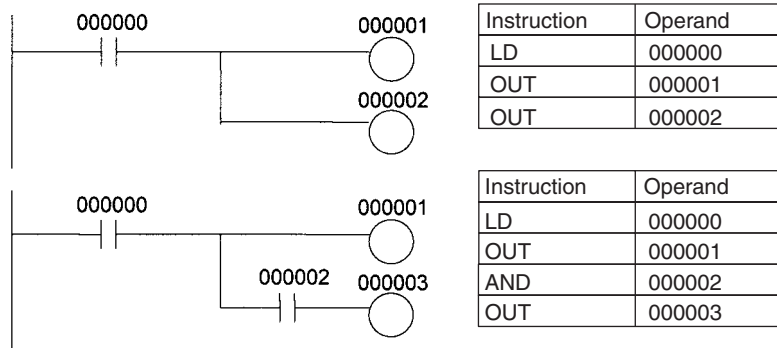 000000
000001
000002
Instruction Operand
LD 000000
OUT 000001
OUT 000002
000000
000001
000002
000003
Instruction Operand
LD 000000
OUT 000001
AND 000002
OUT 000003